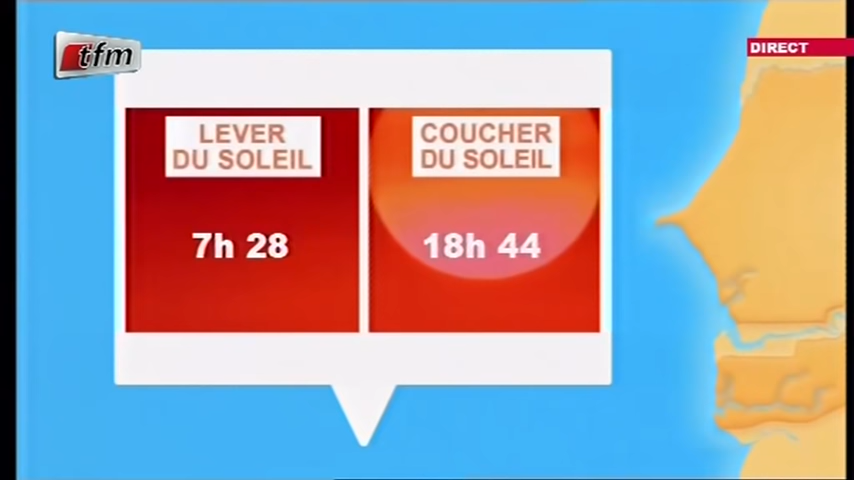 tfm
DIRECT
LEVER
DU SOLEIL
COUCHER
DU SOLEIL
7h 28
18h 44